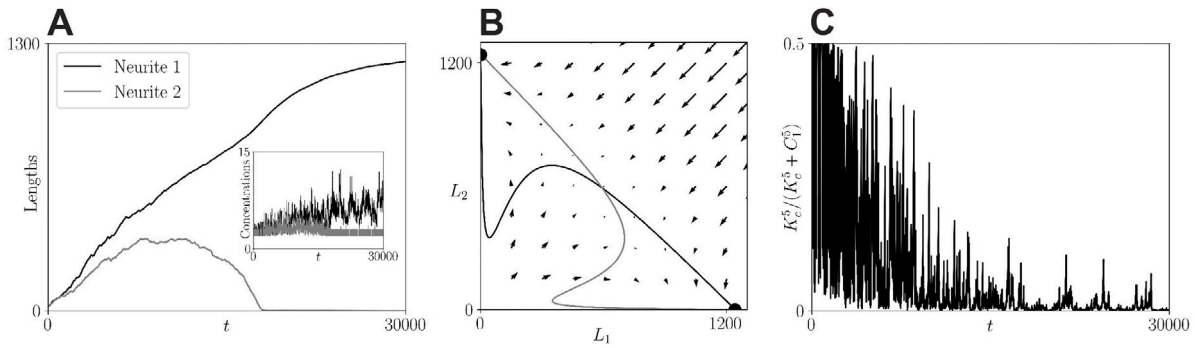 A
1300
Lengths
0
0
t
30000
Neurite 1
Neurite 2
15
Concentrations
0
0
t
30000
B
1200
L₂
0
0
L₁
1200
C
0.5
K_c^5/(K_c^5 + C_1^5)
0
0
t
30000